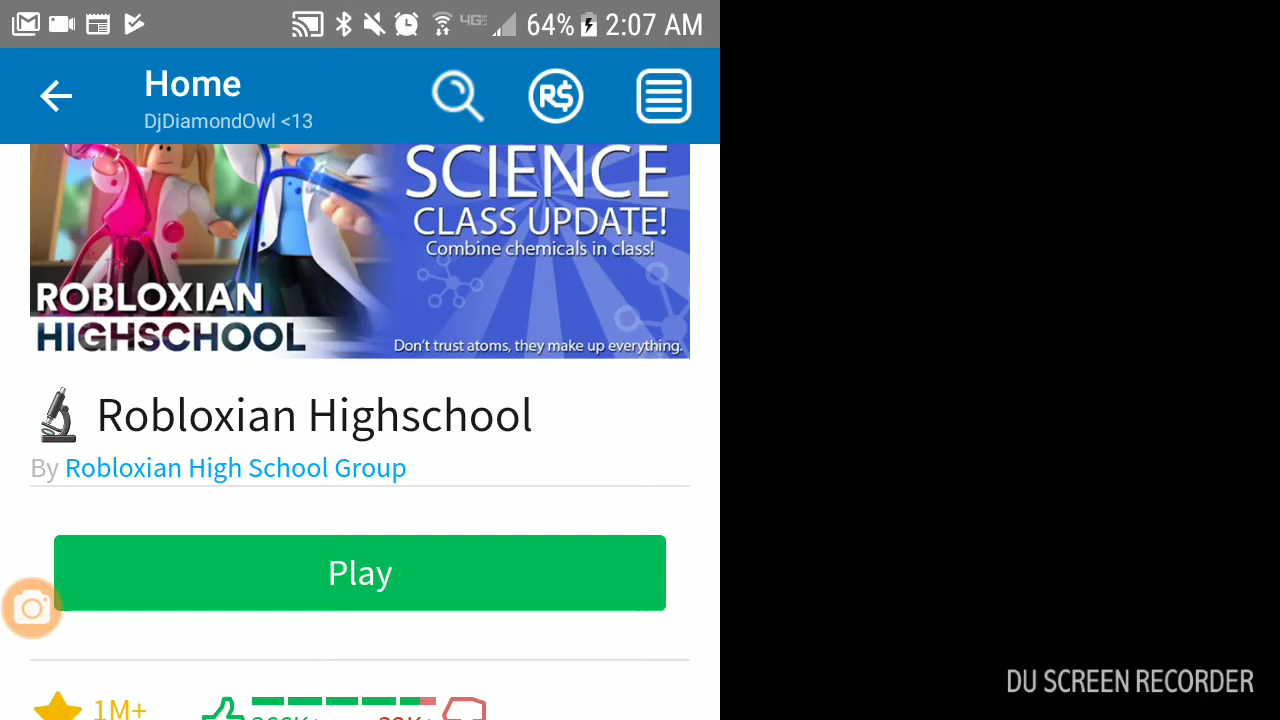 4G 64% 2:07 AM
Home
DjDiamondOwl <13
R$
SCIENCE
CLASS UPDATE!
Combine chemicals in class!
ROBLOXIAN
HIGHSCHOOL
Don't trust atoms, they make up everything.
Robloxian Highschool
By Robloxian High School Group
Play
1M+
DU SCREEN RECORDER